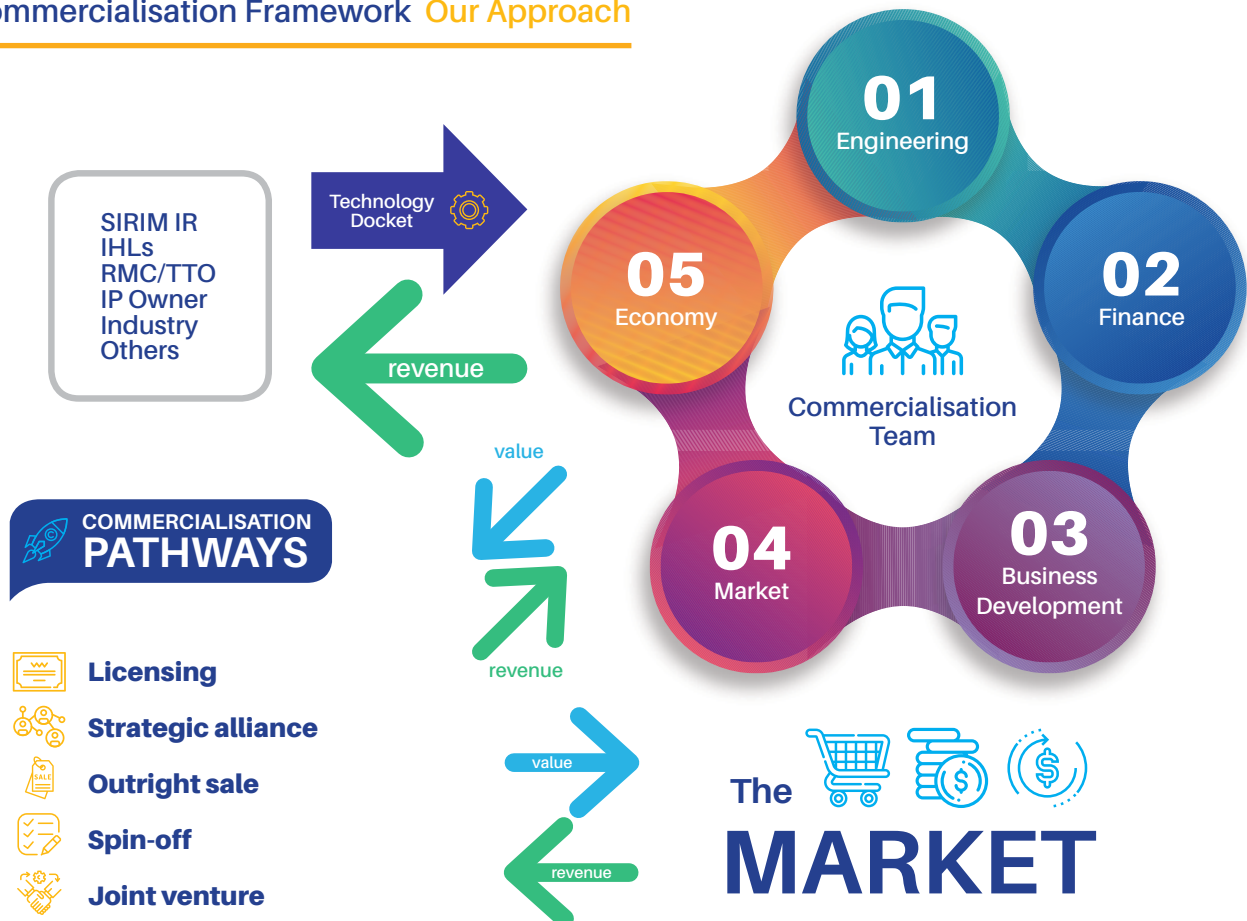 ommercialisation Framework Our Approach
SIRIM IR
IHLs
RMC/TTO
IP Owner
Industry
Others
Technology
Docket
revenue
01
Engineering
02
Finance
03
Business
Development
04
Market
05
Economy
Commercialisation
Team
value
revenue
COMMERCIALISATION
PATHWAYS
©
Licensing
Strategic alliance
SALE
Outright sale
Spin-off
Joint venture
value
revenue
The
$
$
MARKET